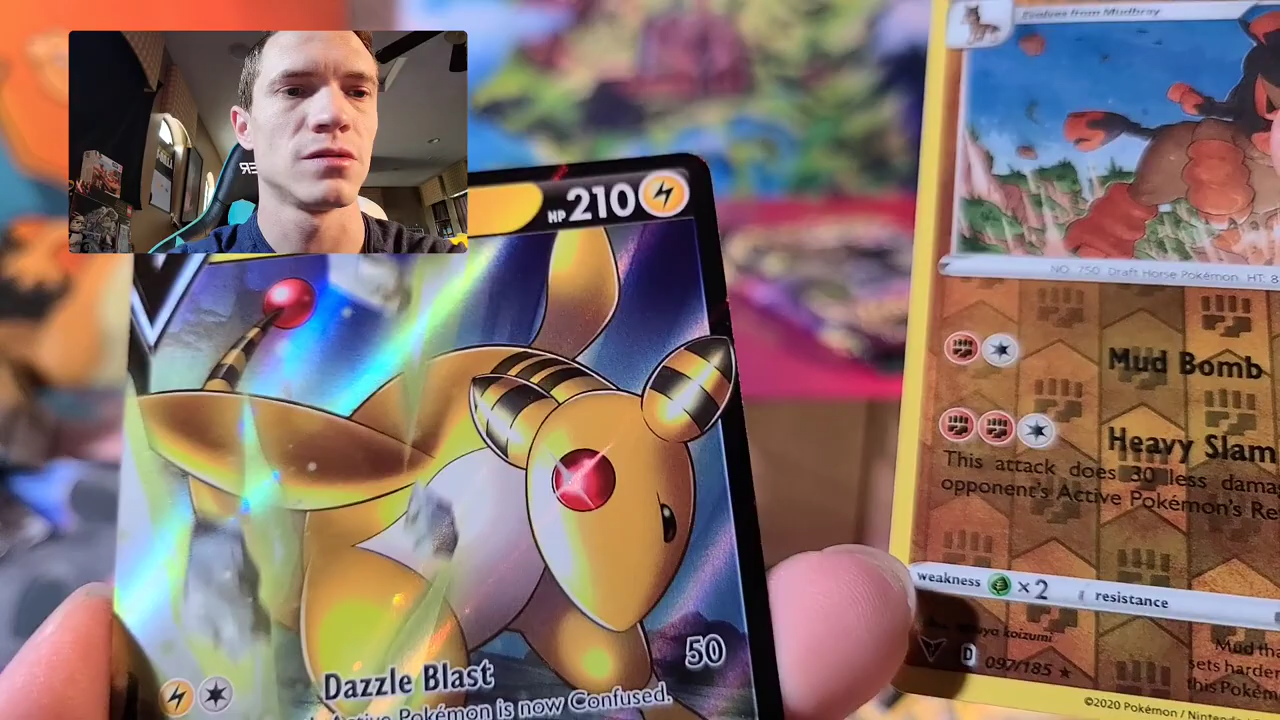 Evolves from Mudbray
HP 210
NO. 750 Draft Horse Pokémon HT: 8
Mud Bomb
Heavy Slam
This attack does 30 less dama
opponent's Active Pokémon's Re
weakness ×2 resistance
koizumi
D 097/185 ★
Mud tha
sets harder
this Pokém
©2020 Pokémon / Ninten
50
Dazzle Blast
Active Pokémon is now Confused.